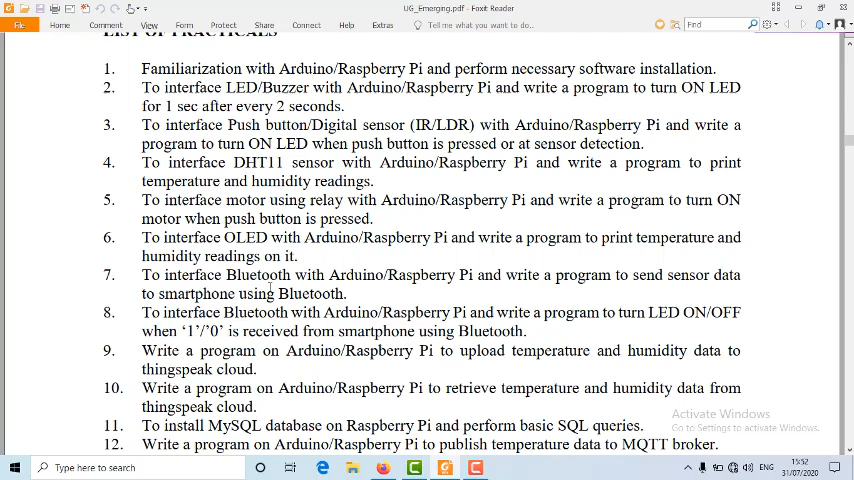 UG_Emerging.pdf - Foxit Reader
File Home Comment View Form Protect Share Connect Help Extras Tell me what you want to do... Find
LIST OF PRACTICALS
1. Familiarization with Arduino/Raspberry Pi and perform necessary software installation.
2. To interface LED/Buzzer with Arduino/Raspberry Pi and write a program to turn ON LED
for 1 sec after every 2 seconds.
3. To interface Push button/Digital sensor (IR/LDR) with Arduino/Raspberry Pi and write a
program to turn ON LED when push button is pressed or at sensor detection.
4. To interface DHT11 sensor with Arduino/Raspberry Pi and write a program to print
temperature and humidity readings.
5. To interface motor using relay with Arduino/Raspberry Pi and write a program to turn ON
motor when push button is pressed.
6. To interface OLED with Arduino/Raspberry Pi and write a program to print temperature and
humidity readings on it.
7. To interface Bluetooth with Arduino/Raspberry Pi and write a program to send sensor data
to smartphone using Bluetooth.
8. To interface Bluetooth with Arduino/Raspberry Pi and write a program to turn LED ON/OFF
when ‘1’/‘0’ is received from smartphone using Bluetooth.
9. Write a program on Arduino/Raspberry Pi to upload temperature and humidity data to
thingspeak cloud.
10. Write a program on Arduino/Raspberry Pi to retrieve temperature and humidity data from
thingspeak cloud.
11. To install MySQL database on Raspberry Pi and perform basic SQL queries.
12. Write a program on Arduino/Raspberry Pi to publish temperature data to MQTT broker.
Activate Windows
Go to Settings to activate Windows.
Type here to search
ENG
15:52
31/07/2020